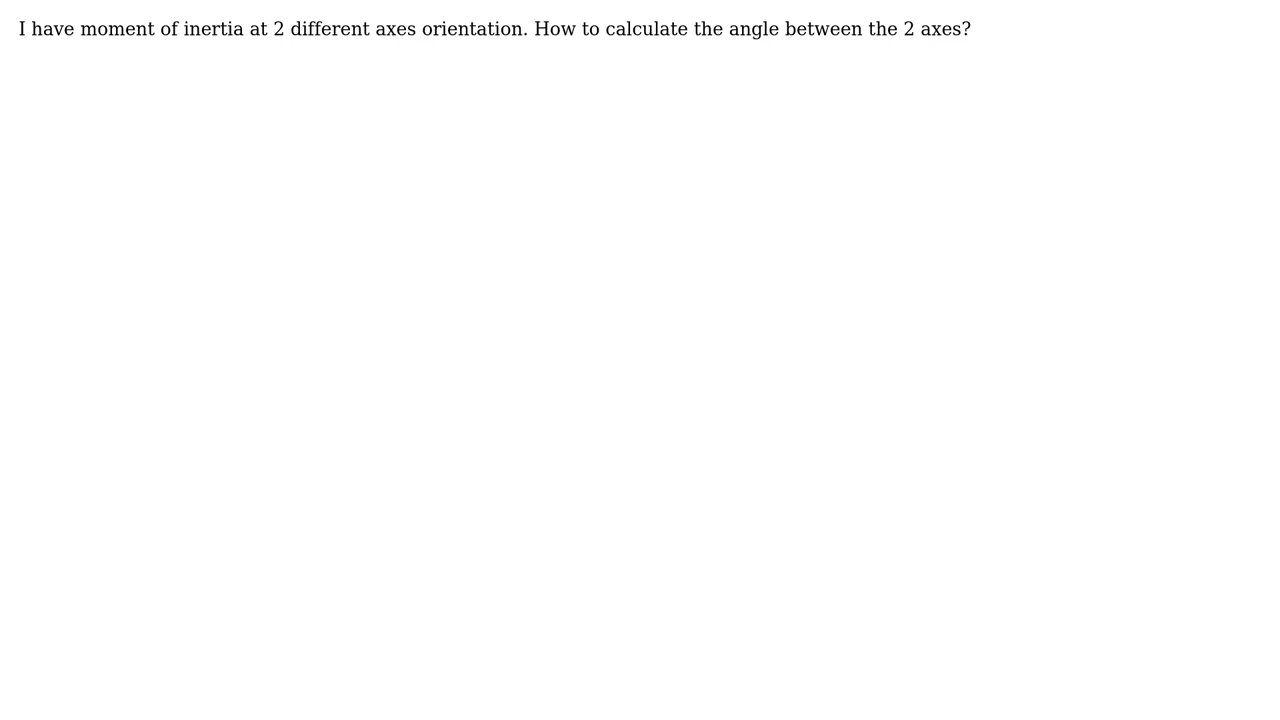 I have moment of inertia at 2 different axes orientation. How to calculate the angle between the 2 axes?